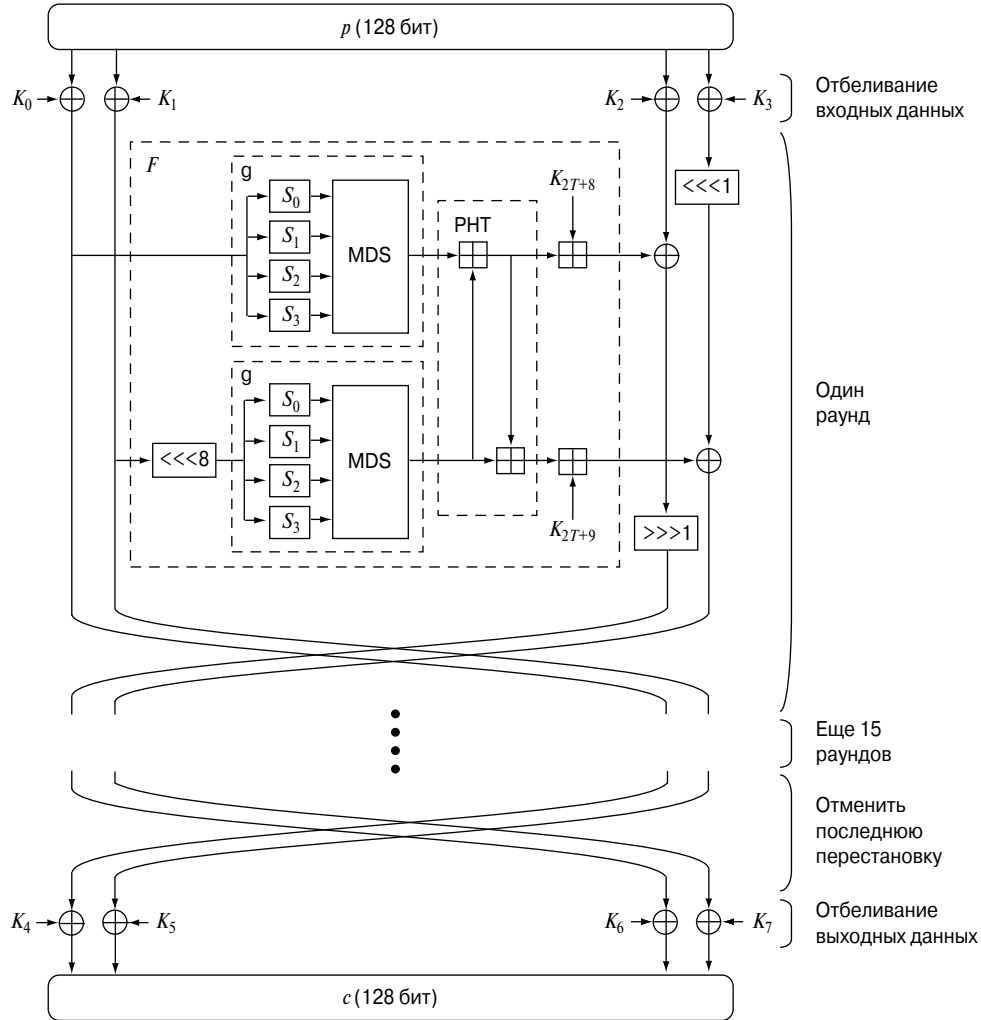 p (128 бит)
K0
K1
K2
K3
Отбеливание
входных данных
F
g
S0
S1
S2
S3
MDS
PHT
K2T+8
<<<1
g
<<<8
S0
S1
S2
S3
MDS
K2T+9
>>>1
Один
раунд
Еще 15
раундов
Отменить
последнюю
перестановку
K4
K5
K6
K7
Отбеливание
выходных данных
c (128 бит)